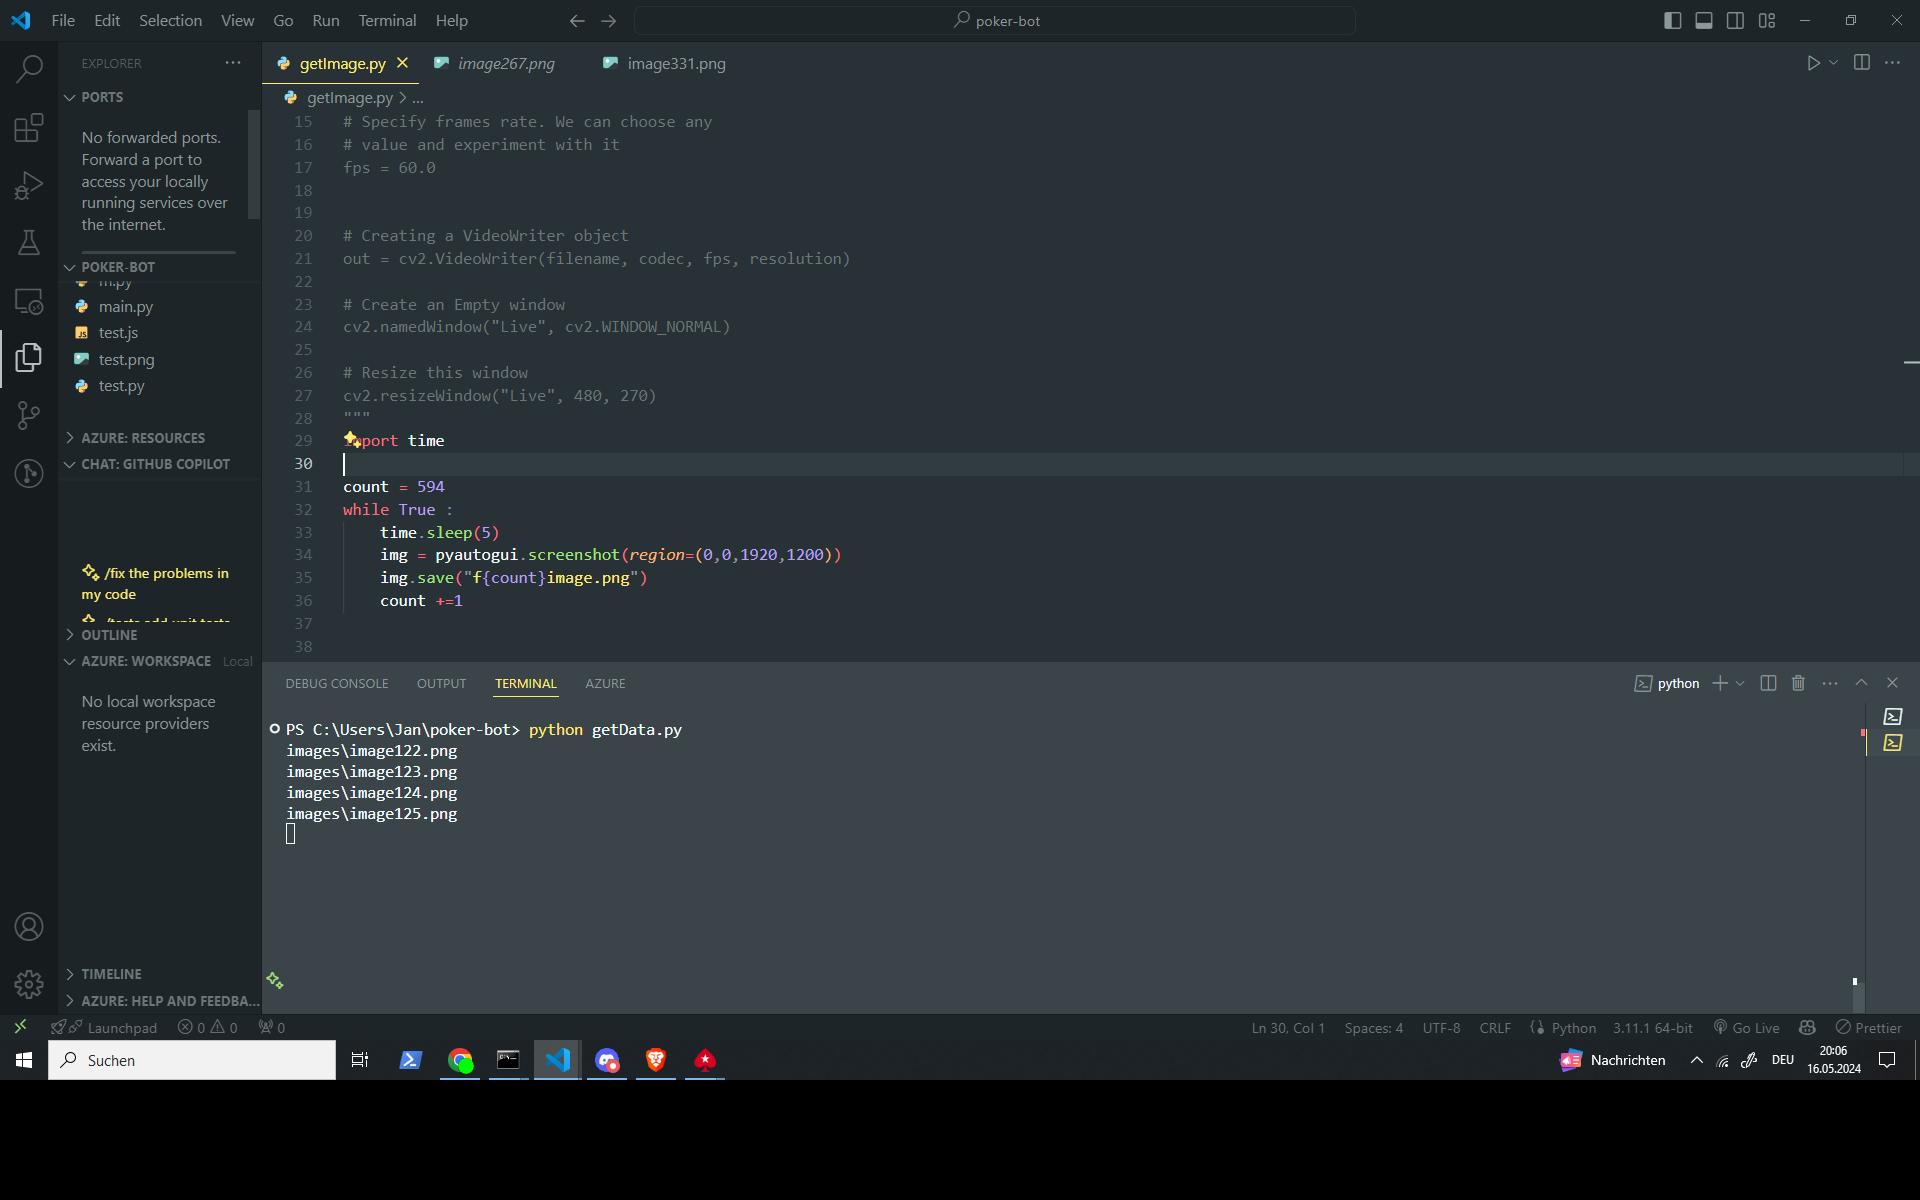 File Edit Selection View Go Run Terminal Help
poker-bot
EXPLORER
PORTS
No forwarded ports.
Forward a port to
access your locally
running services over
the internet.
POKER-BOT
m.py
main.py
test.js
test.png
test.py
AZURE: RESOURCES
CHAT: GITHUB COPILOT
/fix the problems in
my code
OUTLINE
AZURE: WORKSPACE Local
No local workspace
resource providers
exist.
TIMELINE
AZURE: HELP AND FEEDBA...
getImage.py image267.png image331.png
getImage.py > ...
15 # Specify frames rate. We can choose any
16 # value and experiment with it
17 fps = 60.0
18
19
20 # Creating a VideoWriter object
21 out = cv2.VideoWriter(filename, codec, fps, resolution)
22
23 # Create an Empty window
24 cv2.namedWindow("Live", cv2.WINDOW_NORMAL)
25
26 # Resize this window
27 cv2.resizeWindow("Live", 480, 270)
28 """
29 import time
30
31 count = 594
32 while True :
33 time.sleep(5)
34 img = pyautogui.screenshot(region=(0,0,1920,1200))
35 img.save("f{count}image.png")
36 count +=1
37
38
DEBUG CONSOLE OUTPUT TERMINAL AZURE
python
PS C:\Users\Jan\poker-bot> python getData.py
images\image122.png
images\image123.png
images\image124.png
images\image125.png
Launchpad 0 0 0
Ln 30, Col 1 Spaces: 4 UTF-8 CRLF Python 3.11.1 64-bit Go Live Prettier
Suchen
Nachrichten
DEU
20:06
16.05.2024